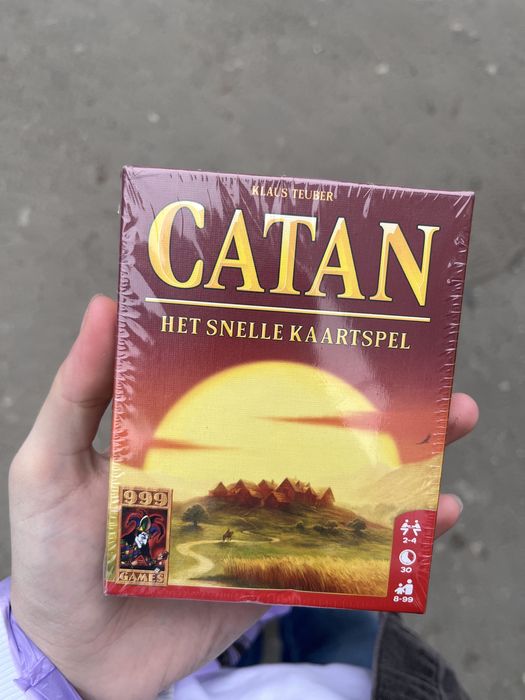 KLAUS TEUBER
CATAN
HET SNELLE KAARTSPEL
999
GAMES
2-4
30
8-99